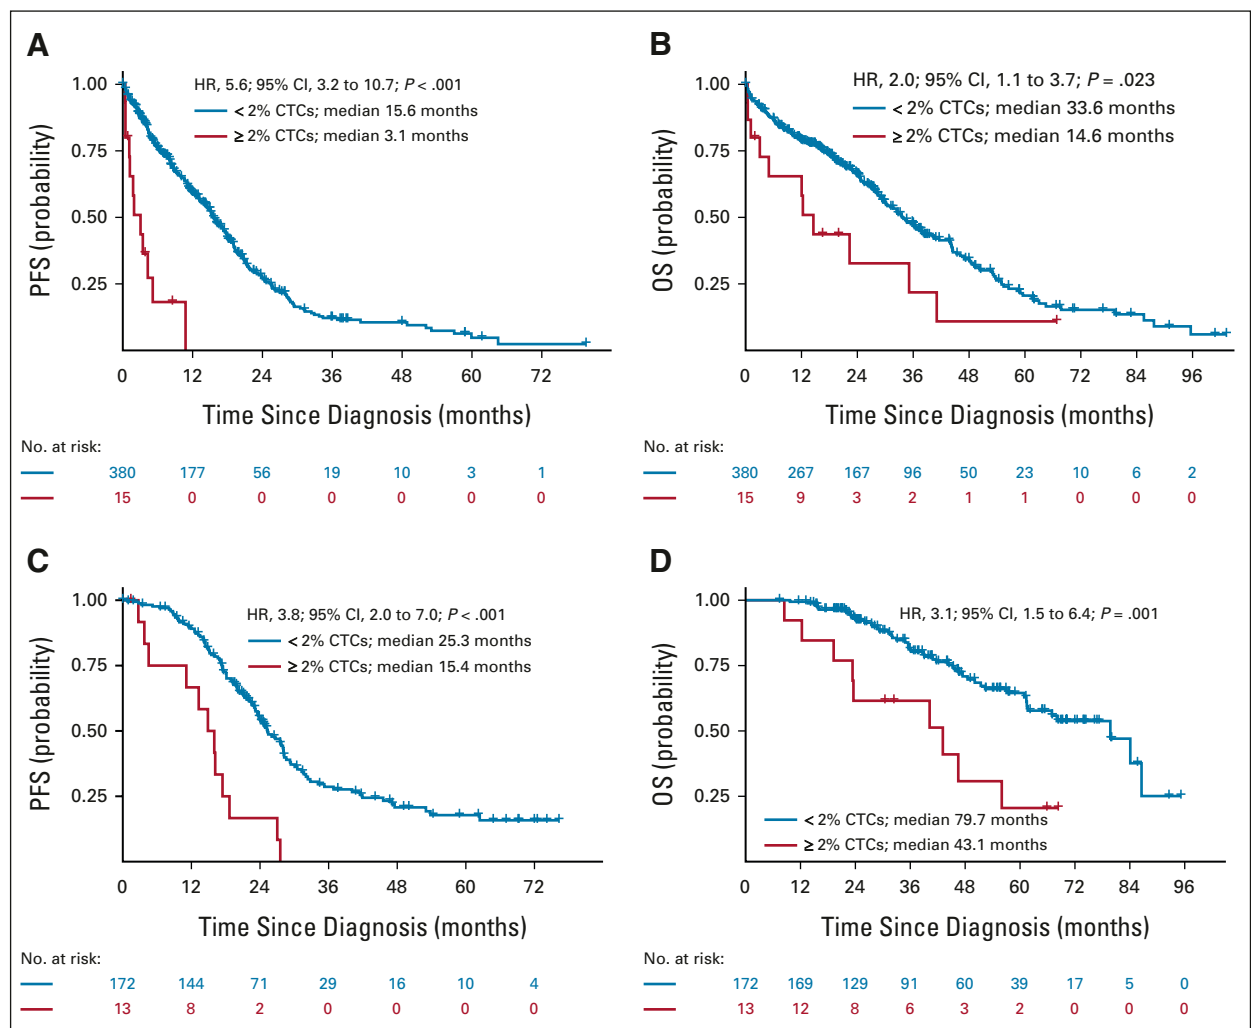 A
HR, 5.6; 95% CI, 3.2 to 10.7; P < .001
< 2% CTCs; median 15.6 months
≥ 2% CTCs; median 3.1 months
PFS (probability)
1.00
0.75
0.50
0.25
0 12 24 36 48 60 72
Time Since Diagnosis (months)
No. at risk:
380 177 56 19 10 3 1
15 0 0 0 0 0 0
B
HR, 2.0; 95% CI, 1.1 to 3.7; P = .023
< 2% CTCs; median 33.6 months
≥ 2% CTCs; median 14.6 months
OS (probability)
1.00
0.75
0.50
0.25
0 12 24 36 48 60 72 84 96
Time Since Diagnosis (months)
No. at risk:
380 267 167 96 50 23 10 6 2
15 9 3 2 1 1 0 0 0
C
HR, 3.8; 95% CI, 2.0 to 7.0; P < .001
< 2% CTCs; median 25.3 months
≥ 2% CTCs; median 15.4 months
PFS (probability)
1.00
0.75
0.50
0.25
0 12 24 36 48 60 72
Time Since Diagnosis (months)
No. at risk:
172 144 71 29 16 10 4
13 8 2 0 0 0 0
D
HR, 3.1; 95% CI, 1.5 to 6.4; P = .001
OS (probability)
1.00
0.75
0.50
0.25
< 2% CTCs; median 79.7 months
≥ 2% CTCs; median 43.1 months
0 12 24 36 48 60 72 84 96
Time Since Diagnosis (months)
No. at risk:
172 169 129 91 60 39 17 5 0
13 12 8 6 3 2 0 0 0